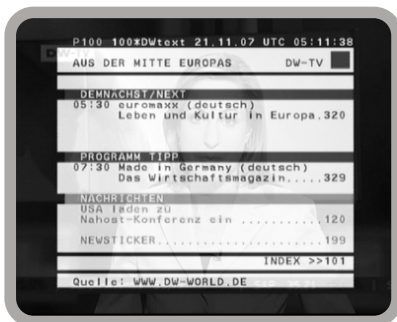 P100 100*DWtext 21.11.07 UTC 05:11:38
AUS DER MITTE EUROPAS DW-TV
DEMNÄCHST/NEXT
05:30 euromaxx (deutsch)
Leben und Kultur in Europa.320
PROGRAMM TIPP
07:30 Made in Germany (deutsch)
Das Wirtschaftsmagazin.....329
NACHRICHTEN
USA laden zu
Nahost-Konferenz ein ...........120
NEWSTICKER.....................199
INDEX >>101
Quelle: WWW.DW-WORLD.DE